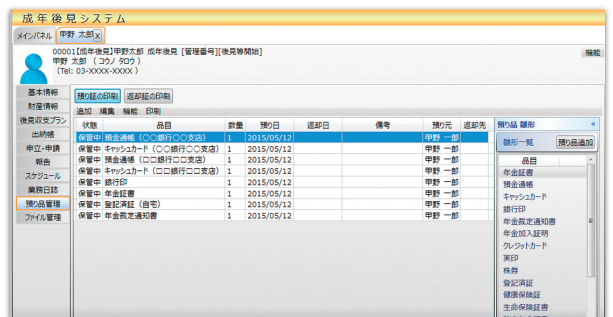 成年後見システム
メインパネル 甲野 太郎 X
00001【成年後見】甲野太郎 成年後見 [管理番号][後見等開始]
甲野 太郎 （ コウノ タロウ ）
（Tel: 03-XXXX-XXXX ）
機能
基本情報
財産情報
後見収支プラン
出納帳
申立・申請
報告
スケジュール
業務日誌
預り品管理
ファイル管理
預り証の印刷 返却証の印刷
追加 編集 機能 印刷
状態 品目 数量 預り日 返却日 備考 預り元 返却先
保管中 預金通帳（○○銀行○○支店） 1 2015/05/12 甲野 一郎
保管中 キャッシュカード（○○銀行○○支店） 1 2015/05/12 甲野 一郎
保管中 預金通帳（□□銀行□□支店） 1 2015/05/12 甲野 一郎
保管中 キャッシュカード（□□銀行□□支店） 1 2015/05/12 甲野 一郎
保管中 銀行印 1 2015/05/12 甲野 一郎
保管中 年金証書 1 2015/05/12 甲野 一郎
保管中 登記済証（自宅） 1 2015/05/12 甲野 一郎
保管中 年金裁定通知書 1 2015/05/12 甲野 一郎
預り品 雛形 «
雛形一覧 預り品追加
品目
年金証書
預金通帳
キャッシュカード
銀行印
年金裁定通知書
年金加入証明
クレジットカード
実印
株券
登記済証
健康保険証
生命保険証書